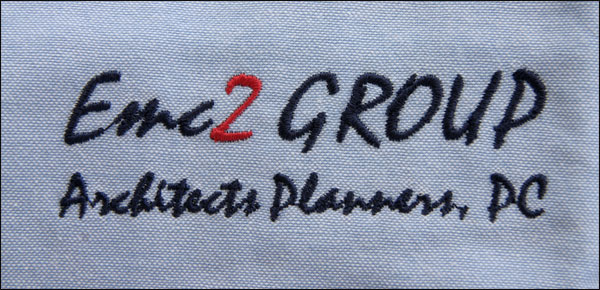 Emc2 GROUP
Architects Planners, PC